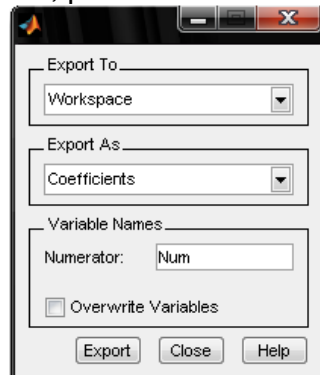 Export To
Workspace
Export As
Coefficients
Variable Names
Numerator: Num
Overwrite Variables
Export Close Help